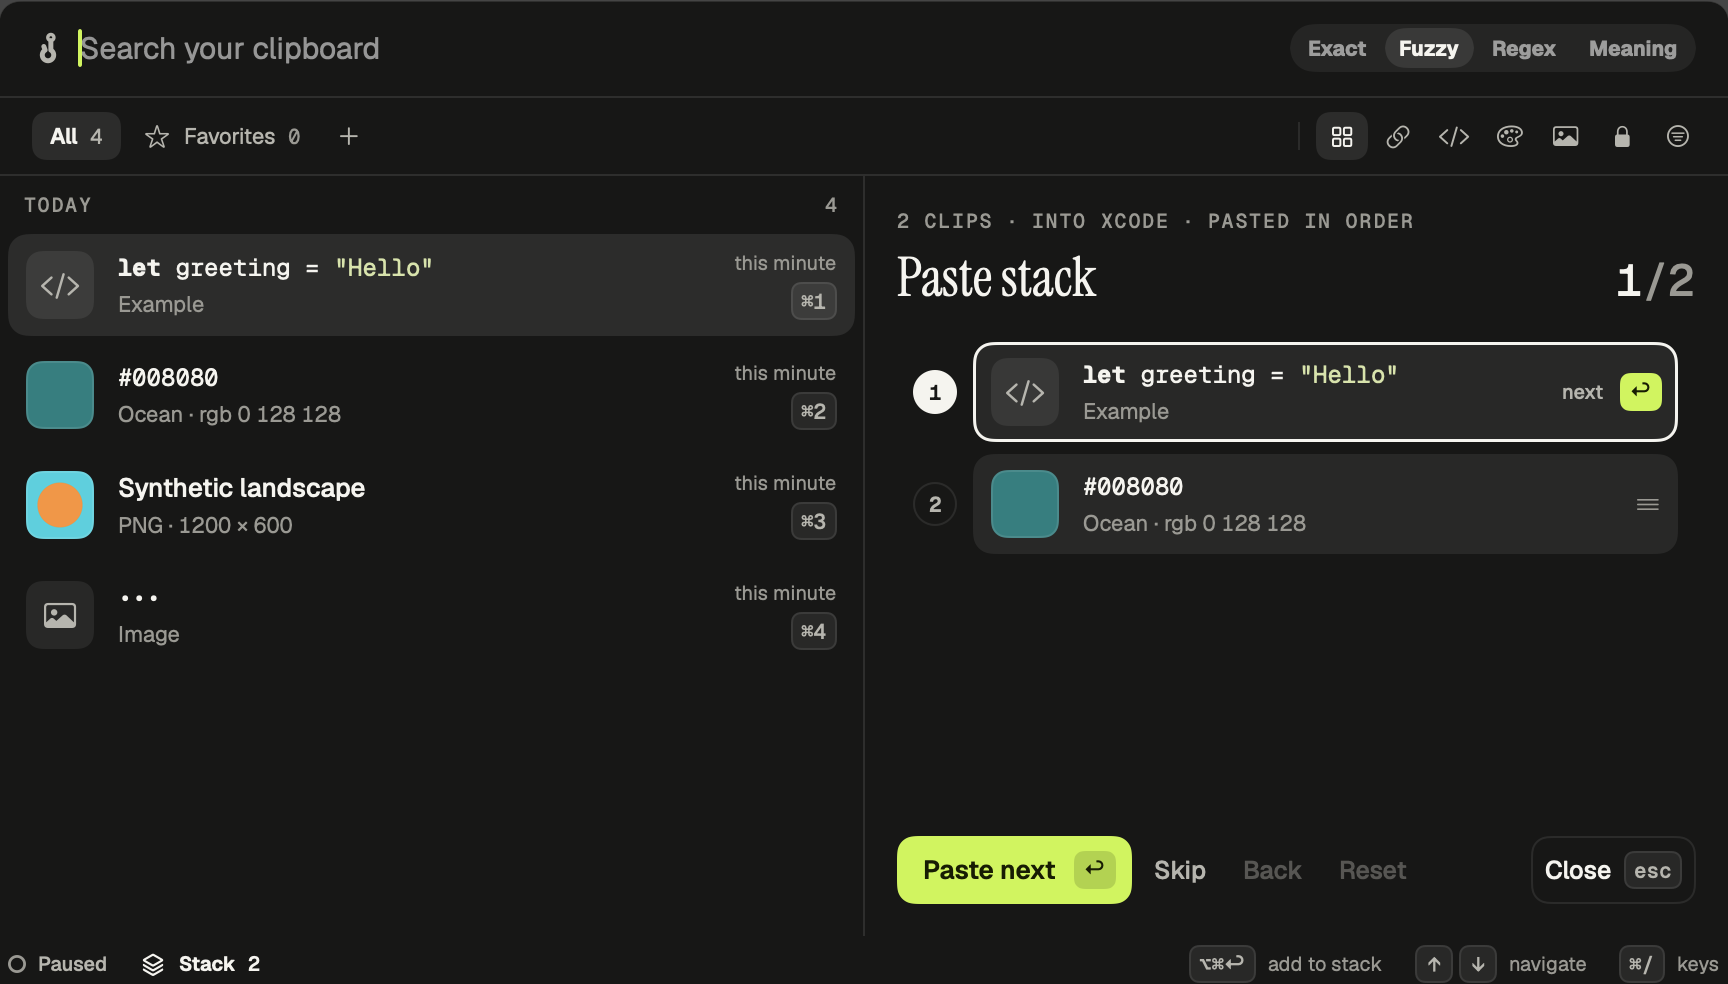 Search your clipboard
Exact Fuzzy Regex Meaning
All 4 Favorites 0 +
TODAY 4
let greeting = "Hello"
Example
this minute
⌘1
#008080
Ocean · rgb 0 128 128
this minute
⌘2
Synthetic landscape
PNG · 1200 × 600
this minute
⌘3
...
Image
this minute
⌘4
2 CLIPS · INTO XCODE · PASTED IN ORDER
Paste stack 1/2
1
let greeting = "Hello"
Example
next ↩
2
#008080
Ocean · rgb 0 128 128
Paste next ↩ Skip Back Reset Close esc
Paused Stack 2 ⌥⌘↩ add to stack ↑ ↓ navigate ⌘/ keys